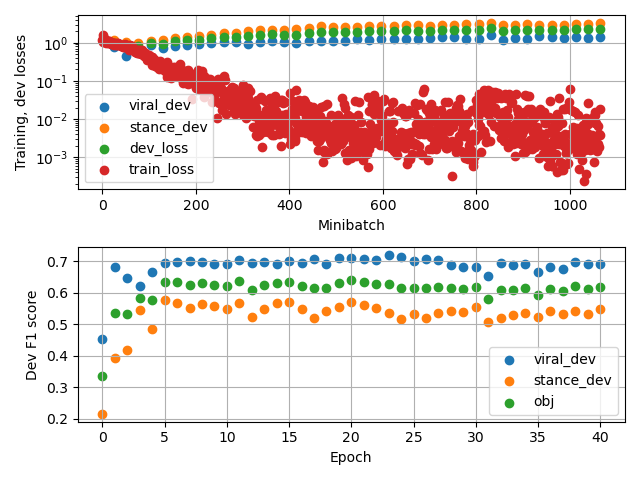 Training, dev losses
10⁰
10⁻¹
10⁻²
10⁻³
viral_dev
stance_dev
dev_loss
train_loss
0 200 400 600 800 1000
Minibatch
Dev F1 score
0.7
0.6
0.5
0.4
0.3
0.2
viral_dev
stance_dev
obj
0 5 10 15 20 25 30 35 40
Epoch